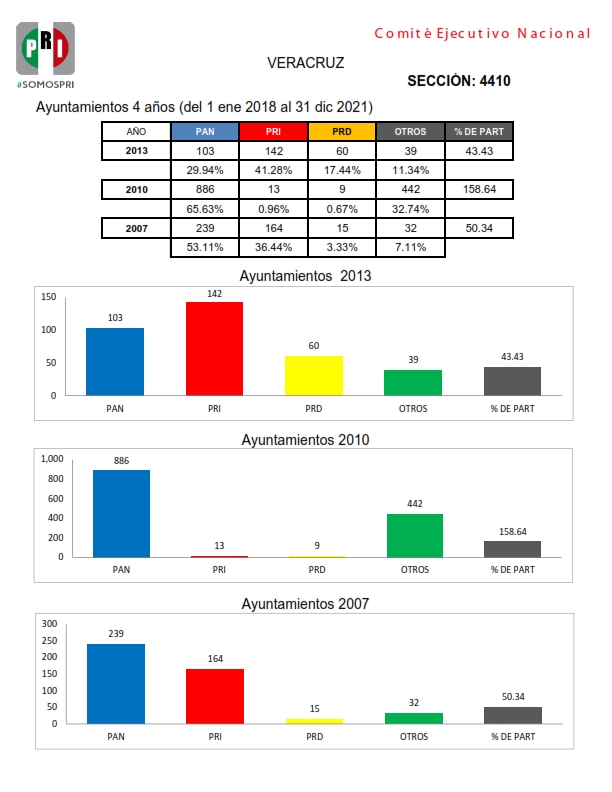 Comité Ejecutivo Nacional
PRI
#SOMOSPRI
VERACRUZ
SECCIÓN: 4410
Ayuntamientos 4 años (del 1 ene 2018 al 31 dic 2021)
AÑO PAN PRI PRD OTROS % DE PART
2013 103 142 60 39 43.43
29.94% 41.28% 17.44% 11.34%
2010 886 13 9 442 158.64
65.63% 0.96% 0.67% 32.74%
2007 239 164 15 32 50.34
53.11% 36.44% 3.33% 7.11%
Ayuntamientos 2013
150
100
50
0
103 142 60 39 43.43
PAN PRI PRD OTROS % DE PART
Ayuntamientos 2010
1,000
800
600
400
200
0
886 13 9 442 158.64
PAN PRI PRD OTROS % DE PART
Ayuntamientos 2007
300
250
200
150
100
50
0
239 164 15 32 50.34
PAN PRI PRD OTROS % DE PART